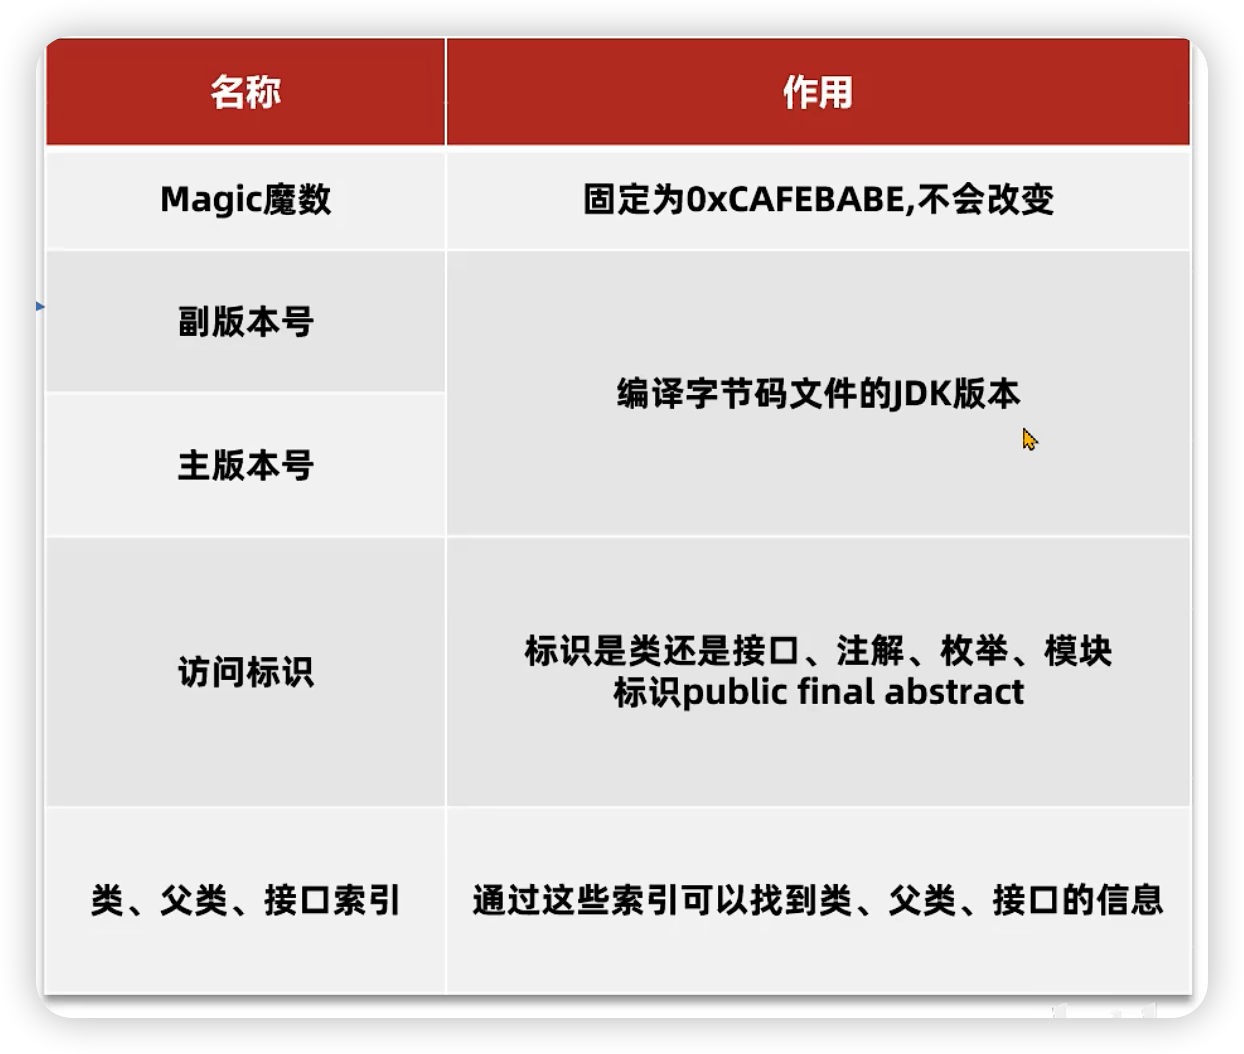 名称
作用
Magic魔数
固定为0xCAFEBABE,不会改变
副版本号
编译字节码文件的JDK版本
主版本号
访问标识
标识是类还是接口、注解、枚举、模块
标识public final abstract
类、父类、接口索引
通过这些索引可以找到类、父类、接口的信息